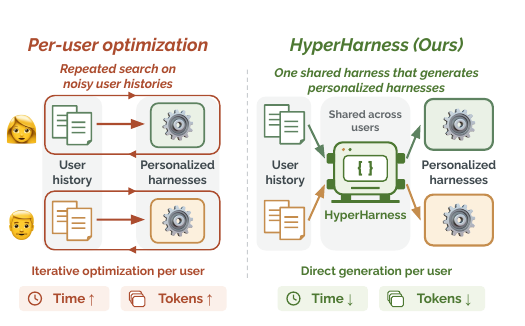 Per-user optimization
Repeated search on
noisy user histories
User
history
Personalized
harnesses
Iterative optimization per user
Time ↑
Tokens ↑
HyperHarness (Ours)
One shared harness that generates
personalized harnesses
Shared across
users
{ }
User
history
HyperHarness
Personalized
harnesses
Direct generation per user
Time ↓
Tokens ↓